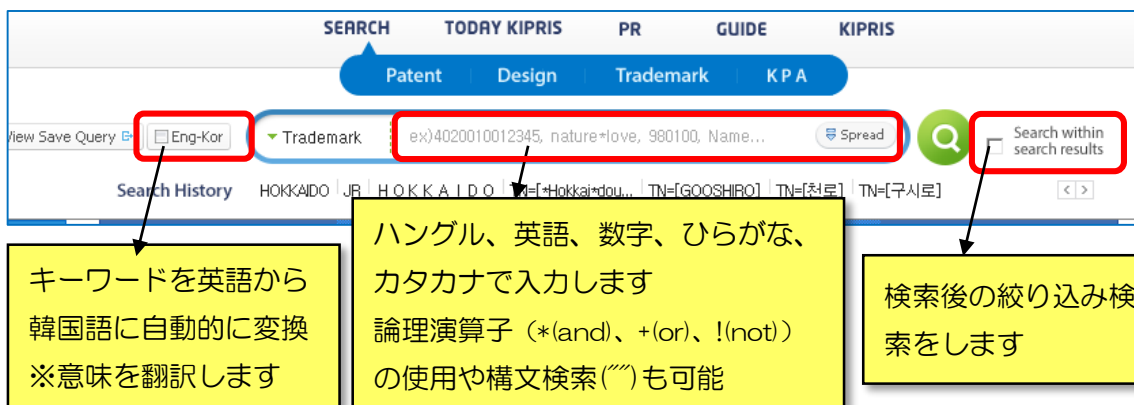 SEARCH TODAY KIPRIS PR GUIDE KIPRIS
Patent Design Trademark KPA
View Save Query Eng-Kor Trademark ex)4020010012345, nature*love, 980100, Name... Spread Search within search results
Search History HOKKAIDO JR H O K K A I D O TN=[*Hokkai*dou... TN=[GOOSHIRO] TN=[천로] TN=[구시로] < >
キーワードを英語から
韓国語に自動的に変換
※意味を翻訳します
ハングル、英語、数字、ひらがな、
カタカナで入力します
論理演算子（*(and)、+(or)、!(not)）
の使用や構文検索(““”)も可能
検索後の絞り込み検
索をします